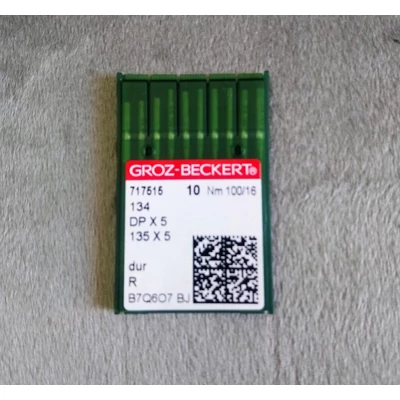 GROZ-BECKERT®
717515 10 Nm 100/16
134
DP X 5
135 X 5
dur
R
B7Q6O7 BJ